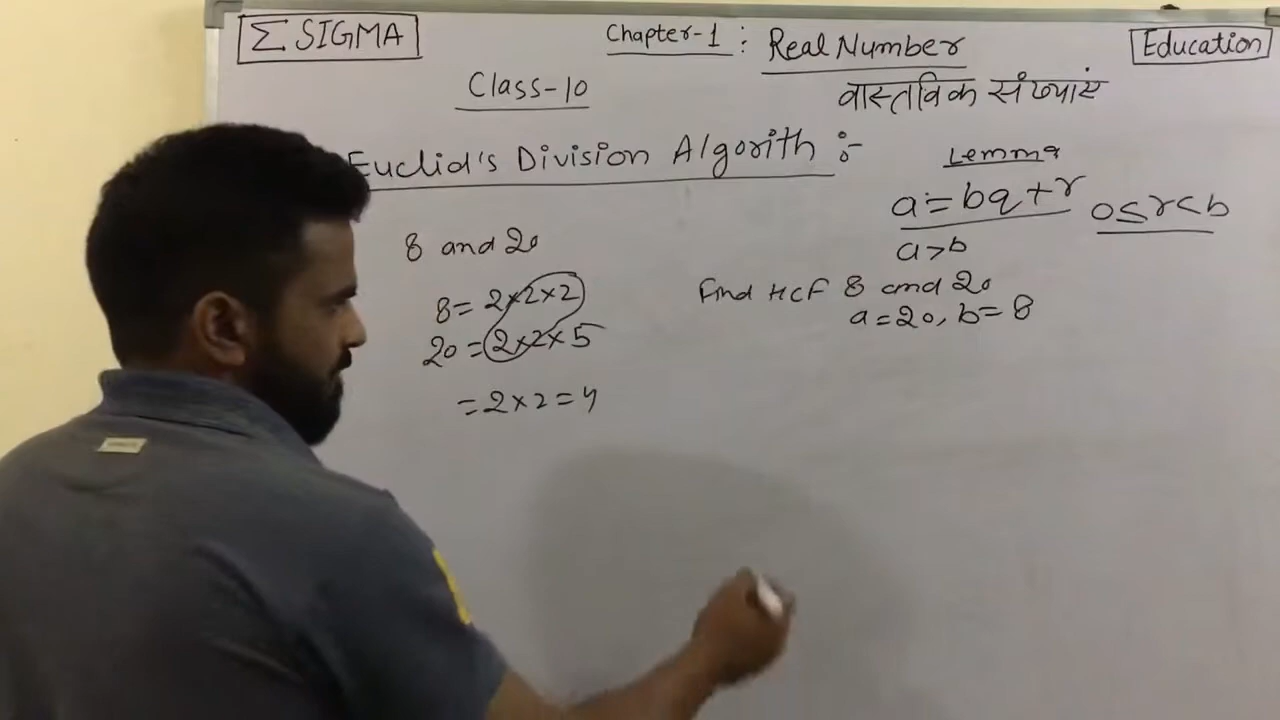 Σ SIGMA
Chapter-1 : Real Number
Education
Class-10
वास्तविक संख्याएं
Euclid's Division Algorith :-
Lemma
a = bq + r 0 ≤ r < b
a > b
8 and 20
8 = 2×2×2
20 = 2×2×5
= 2×2 = 4
Find HCF 8 and 20
a = 20, b = 8